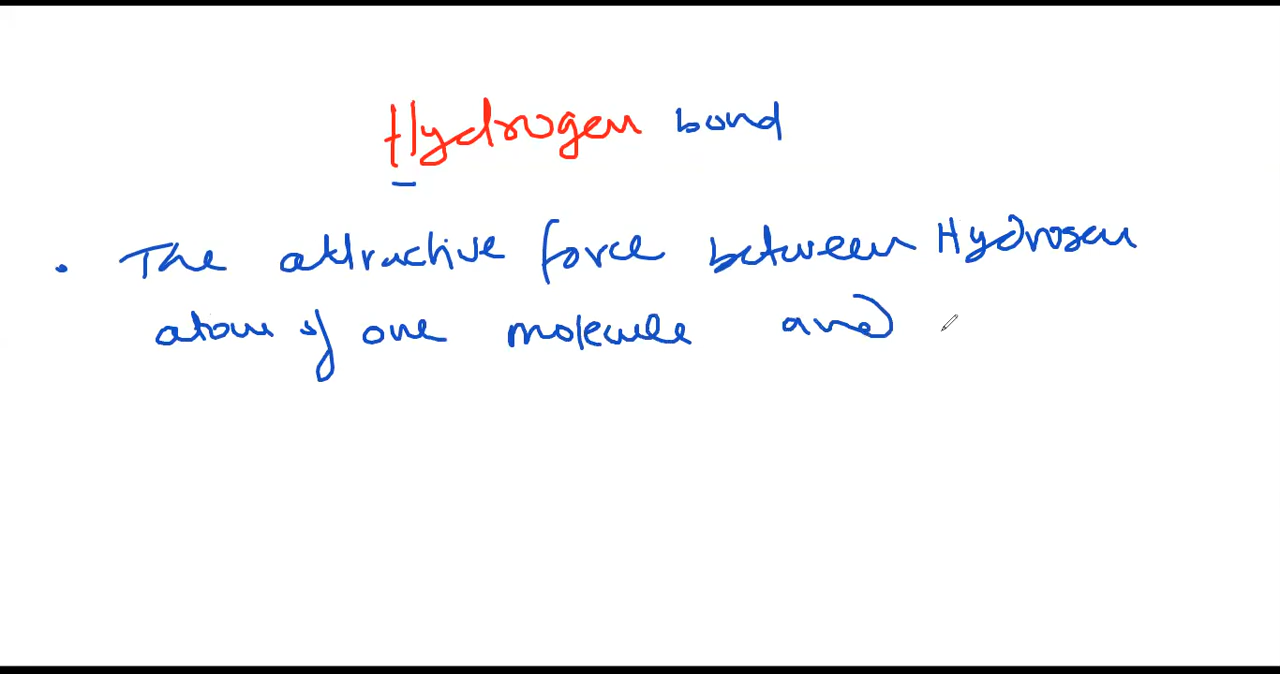 Hydrogen bond
. The attractive force between Hydrogen
atom of one molecule and